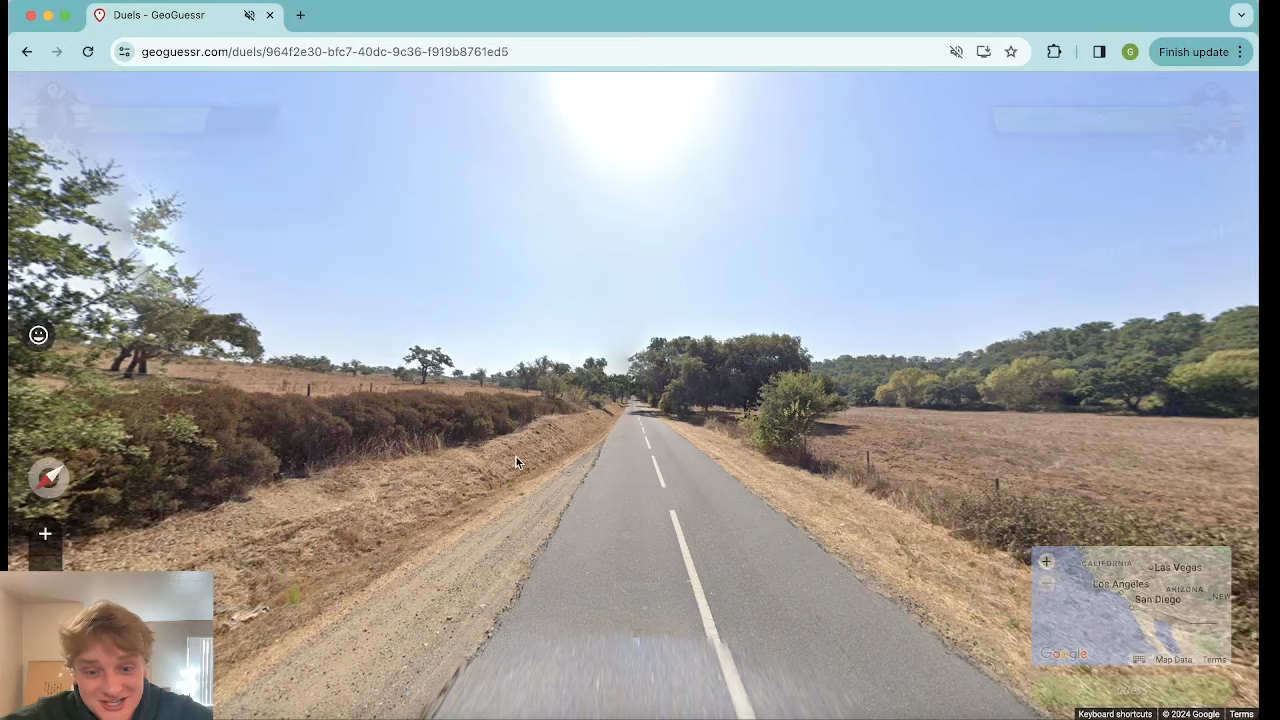 Duels - GeoGuessr
geoguessr.com/duels/964f2e30-bfc7-40dc-9c36-f919b8761ed5
G
Finish update
CALIFORNIA
Las Vegas
Los Angeles
ARIZONA
San Diego
NEW
Google
Map Data
Terms
Keyboard shortcuts
© 2024 Google
Terms